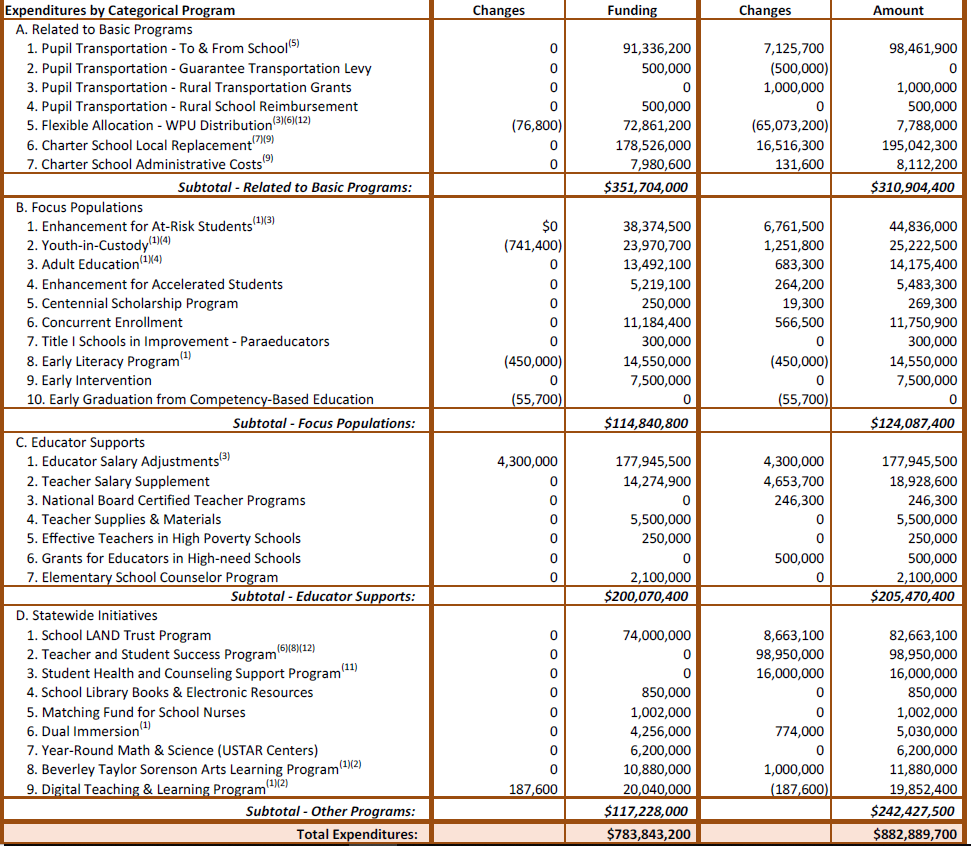 Expenditures by Categorical Program Changes Funding Changes Amount
A. Related to Basic Programs
1. Pupil Transportation - To & From School(5) 0 91,336,200 7,125,700 98,461,900
2. Pupil Transportation - Guarantee Transportation Levy 0 500,000 (500,000) 0
3. Pupil Transportation - Rural Transportation Grants 0 0 1,000,000 1,000,000
4. Pupil Transportation - Rural School Reimbursement 0 500,000 0 500,000
5. Flexible Allocation - WPU Distribution(3)(6)(12) (76,800) 72,861,200 (65,073,200) 7,788,000
6. Charter School Local Replacement(7)(9) 0 178,526,000 16,516,300 195,042,300
7. Charter School Administrative Costs(9) 0 7,980,600 131,600 8,112,200
Subtotal - Related to Basic Programs: $351,704,000 $310,904,400
B. Focus Populations
1. Enhancement for At-Risk Students(1)(3) $0 38,374,500 6,761,500 44,836,000
2. Youth-in-Custody(1)(4) (741,400) 23,970,700 1,251,800 25,222,500
3. Adult Education(1)(4) 0 13,492,100 683,300 14,175,400
4. Enhancement for Accelerated Students 0 5,219,100 264,200 5,483,300
5. Centennial Scholarship Program 0 250,000 19,300 269,300
6. Concurrent Enrollment 0 11,184,400 566,500 11,750,900
7. Title I Schools in Improvement - Paraeducators 0 300,000 0 300,000
8. Early Literacy Program(1) (450,000) 14,550,000 (450,000) 14,550,000
9. Early Intervention 0 7,500,000 0 7,500,000
10. Early Graduation from Competency-Based Education (55,700) 0 (55,700) 0
Subtotal - Focus Populations: $114,840,800 $124,087,400
C. Educator Supports
1. Educator Salary Adjustments(3) 4,300,000 177,945,500 4,300,000 177,945,500
2. Teacher Salary Supplement 0 14,274,900 4,653,700 18,928,600
3. National Board Certified Teacher Programs 0 0 246,300 246,300
4. Teacher Supplies & Materials 0 5,500,000 0 5,500,000
5. Effective Teachers in High Poverty Schools 0 250,000 0 250,000
6. Grants for Educators in High-need Schools 0 0 500,000 500,000
7. Elementary School Counselor Program 0 2,100,000 0 2,100,000
Subtotal - Educator Supports: $200,070,400 $205,470,400
D. Statewide Initiatives
1. School LAND Trust Program 0 74,000,000 8,663,100 82,663,100
2. Teacher and Student Success Program(6)(8)(12) 0 0 98,950,000 98,950,000
3. Student Health and Counseling Support Program(11) 0 0 16,000,000 16,000,000
4. School Library Books & Electronic Resources 0 850,000 0 850,000
5. Matching Fund for School Nurses 0 1,002,000 0 1,002,000
6. Dual Immersion(1) 0 4,256,000 774,000 5,030,000
7. Year-Round Math & Science (USTAR Centers) 0 6,200,000 0 6,200,000
8. Beverley Taylor Sorenson Arts Learning Program(1)(2) 0 10,880,000 1,000,000 11,880,000
9. Digital Teaching & Learning Program(1)(2) 187,600 20,040,000 (187,600) 19,852,400
Subtotal - Other Programs: $117,228,000 $242,427,500
Total Expenditures: $783,843,200 $882,889,700